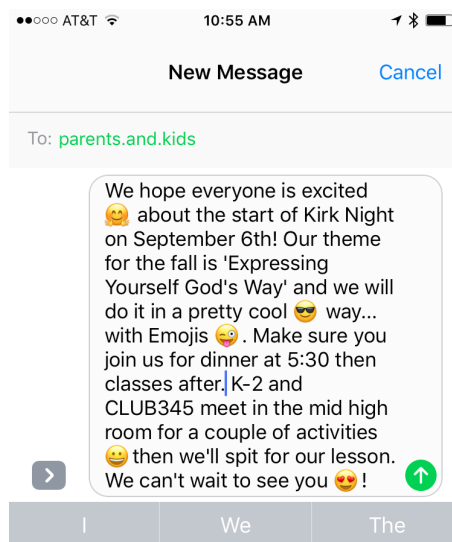 AT&T 10:55 AM
New Message Cancel
To: parents.and.kids
We hope everyone is excited
🤗 about the start of Kirk Night
on September 6th! Our theme
for the fall is 'Expressing
Yourself God's Way' and we will
do it in a pretty cool 😎 way...
with Emojis 😜. Make sure you
join us for dinner at 5:30 then
classes after. K-2 and
CLUB345 meet in the mid high
room for a couple of activities
😀 then we'll spit for our lesson.
We can't wait to see you 😍!
I We The